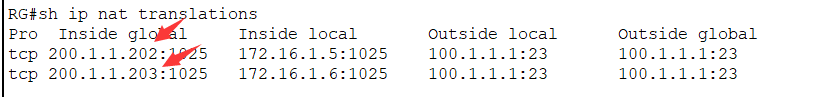 RG#sh ip nat translations
Pro  Inside global     Inside local       Outside local      Outside global
tcp 200.1.1.202:1025   172.16.1.5:1025    100.1.1.1:23       100.1.1.1:23
tcp 200.1.1.203:1025   172.16.1.6:1025    100.1.1.1:23       100.1.1.1:23